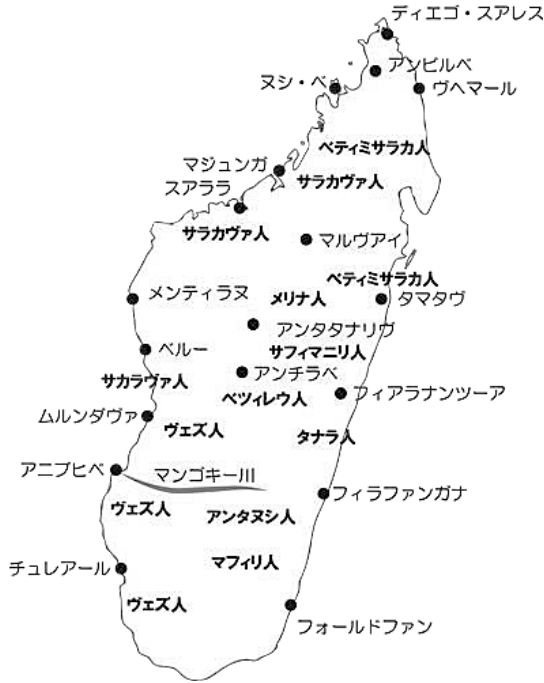 ディエゴ・スアレス
アンビルベ
ヌシ・ベ
ヴヘマール
ベティミサラカ人
マジュンガ
サラカヴァ人
スアララ
サラカヴァ人
マルヴアイ
ベティミサラカ人
メンティラヌ
メリナ人
タマタヴ
アンタタナリヴ
ベルー
サフィマニリ人
サカラヴァ人
アンチラベ
ベツィレウ人
フィアラナンツーア
ムルンダヴァ
ヴェズ人
タナラ人
アニブヒベ
マンゴキー川
フィラファンガナ
ヴェズ人
アンタヌシ人
マフィリ人
チュレアール
ヴェズ人
フォールドファン